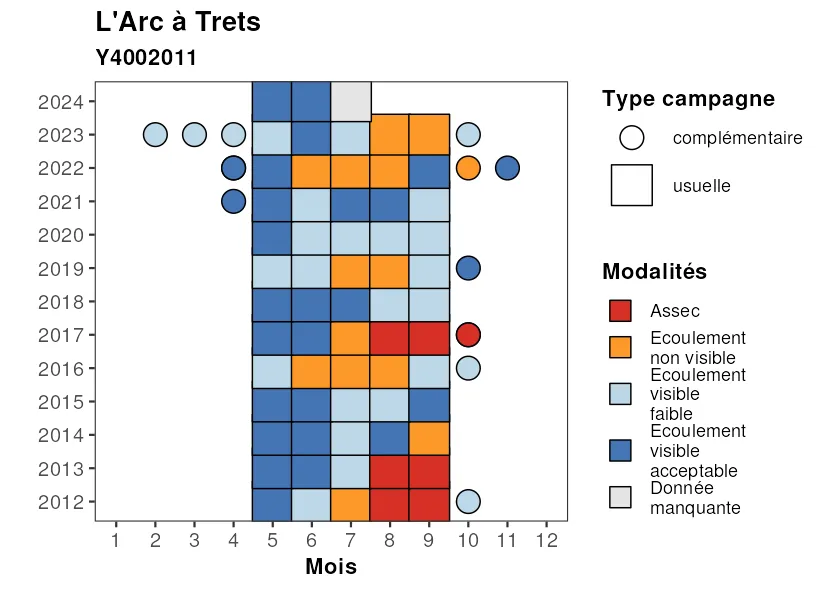 L'Arc à Trets
Y4002011
2024
2023
2022
2021
2020
2019
2018
2017
2016
2015
2014
2013
2012
1 2 3 4 5 6 7 8 9 10 11 12
Mois
Type campagne
complémentaire
usuelle
Modalités
Assec
Ecoulement
non visible
Ecoulement
visible
faible
Ecoulement
visible
acceptable
Donnée
manquante